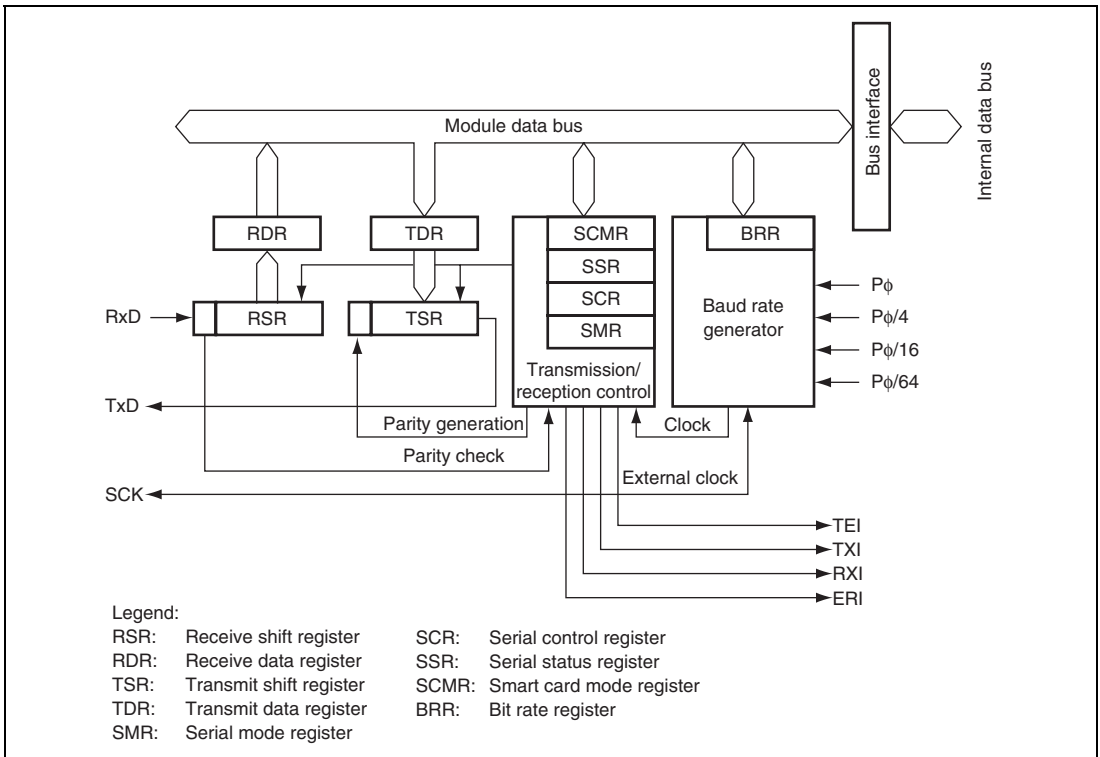 Module data bus
Bus interface
Internal data bus
RDR
TDR
SCMR
BRR
SSR
SCR
SMR
RxD
RSR
TSR
Baud rate
generator
Pϕ
Pϕ/4
Pϕ/16
Pϕ/64
Transmission/
reception control
TxD
Parity generation
Clock
Parity check
External clock
SCK
TEI
TXI
RXI
ERI
Legend:
RSR: Receive shift register
RDR: Receive data register
TSR: Transmit shift register
TDR: Transmit data register
SMR: Serial mode register
SCR: Serial control register
SSR: Serial status register
SCMR: Smart card mode register
BRR: Bit rate register